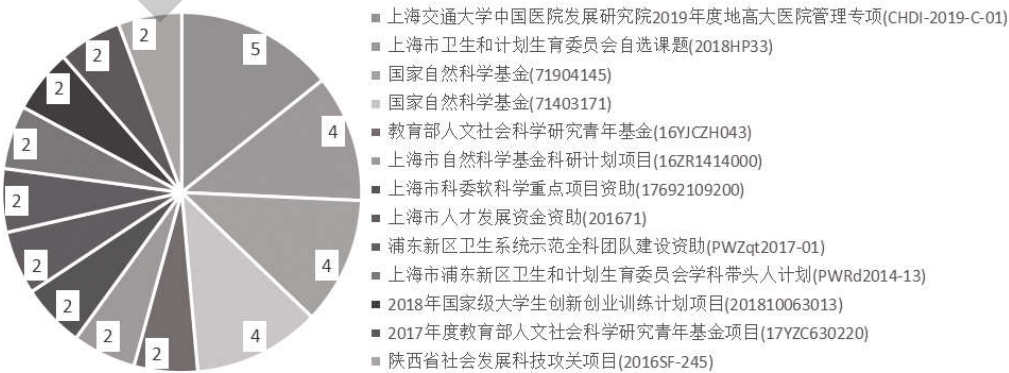 上海交通大学中国医院发展研究院2019年度地高大医院管理专项(CHDI-2019-C-01)
上海市卫生和计划生育委员会自选课题(2018HP33)
国家自然科学基金(71904145)
国家自然科学基金(71403171)
教育部人文社会科学研究青年基金(16YJCZH043)
上海市自然科学基金科研计划项目(16ZR1414000)
上海市科委软科学重点项目资助(17692109200)
上海市人才发展资金资助(201671)
浦东新区卫生系统示范全科团队建设资助(PWZqt2017-01)
上海市浦东新区卫生和计划生育委员会学科带头人计划(PWRd2014-13)
2018年国家级大学生创新创业训练计划项目(201810063013)
2017年度教育部人文社会科学研究青年基金项目(17YZC630220)
陕西省社会发展科技攻关项目(2016SF-245)
5
4
4
4
2
2
2
2
2
2
2
2
2